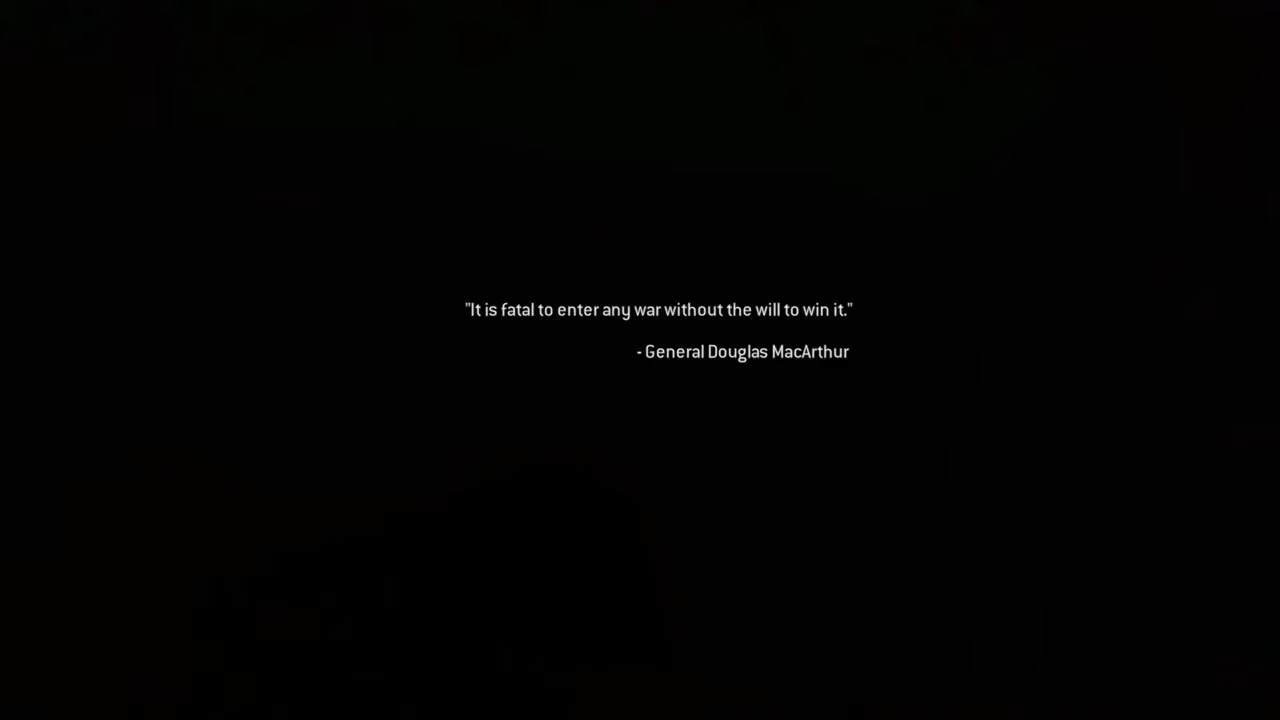 "It is fatal to enter any war without the will to win it."
- General Douglas MacArthur